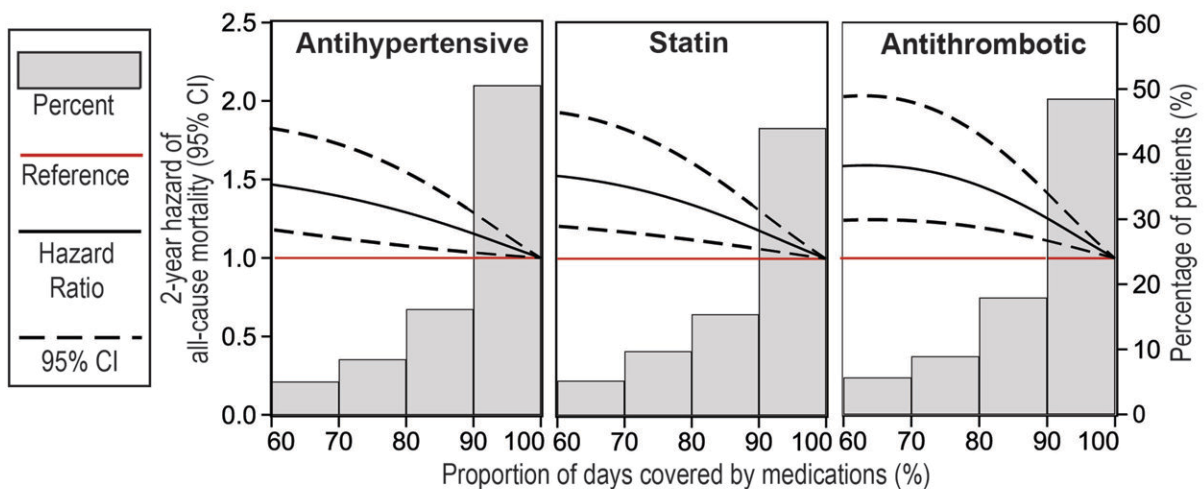 Percent
Reference
Hazard
Ratio
95% CI
2-year hazard of
all-cause mortality (95% CI)
2.5
2.0
1.5
1.0
0.5
0.0
Antihypertensive
Statin
Antithrombotic
60
50
40
30
20
10
0
Percentage of patients (%)
60 70 80 90 100
60 70 80 90 100
60 70 80 90 100
Proportion of days covered by medications (%)